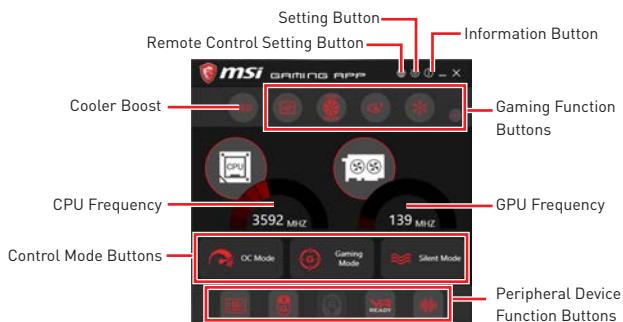 Setting Button
Remote Control Setting Button
Information Button
msi GAMING APP
Cooler Boost
Gaming Function
Buttons
CPU
CPU Frequency
GPU Frequency
3592 MHZ
139 MHZ
Control Mode Buttons
OC Mode
Gaming
Mode
Silent Mode
VR
READY
Peripheral Device
Function Buttons